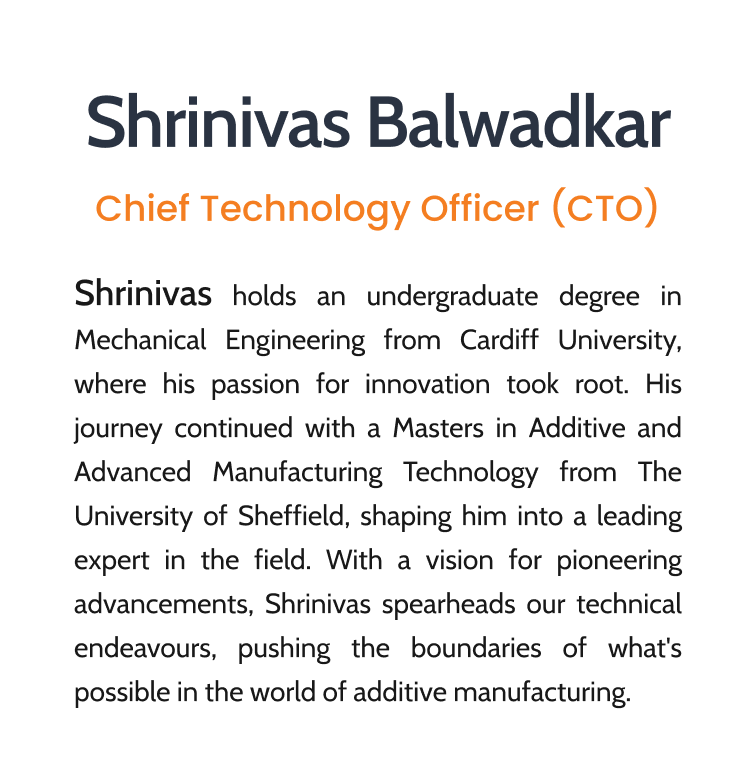 Shrinivas Balwadkar
Chief Technology Officer (CTO)
Shrinivas holds an undergraduate degree in
Mechanical Engineering from Cardiff University,
where his passion for innovation took root. His
journey continued with a Masters in Additive and
Advanced Manufacturing Technology from The
University of Sheffield, shaping him into a leading
expert in the field. With a vision for pioneering
advancements, Shrinivas spearheads our technical
endeavours, pushing the boundaries of what's
possible in the world of additive manufacturing.